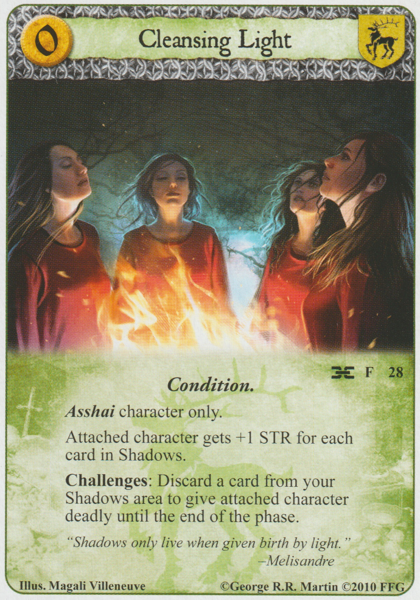 0
Cleansing Light
F 28
Condition.
Asshai character only.
Attached character gets +1 STR for each
card in Shadows.
Challenges: Discard a card from your
Shadows area to give attached character
deadly until the end of the phase.
“Shadows only live when given birth by light.”
–Melisandre
Illus. Magali Villeneuve
©George R.R. Martin ©2010 FFG